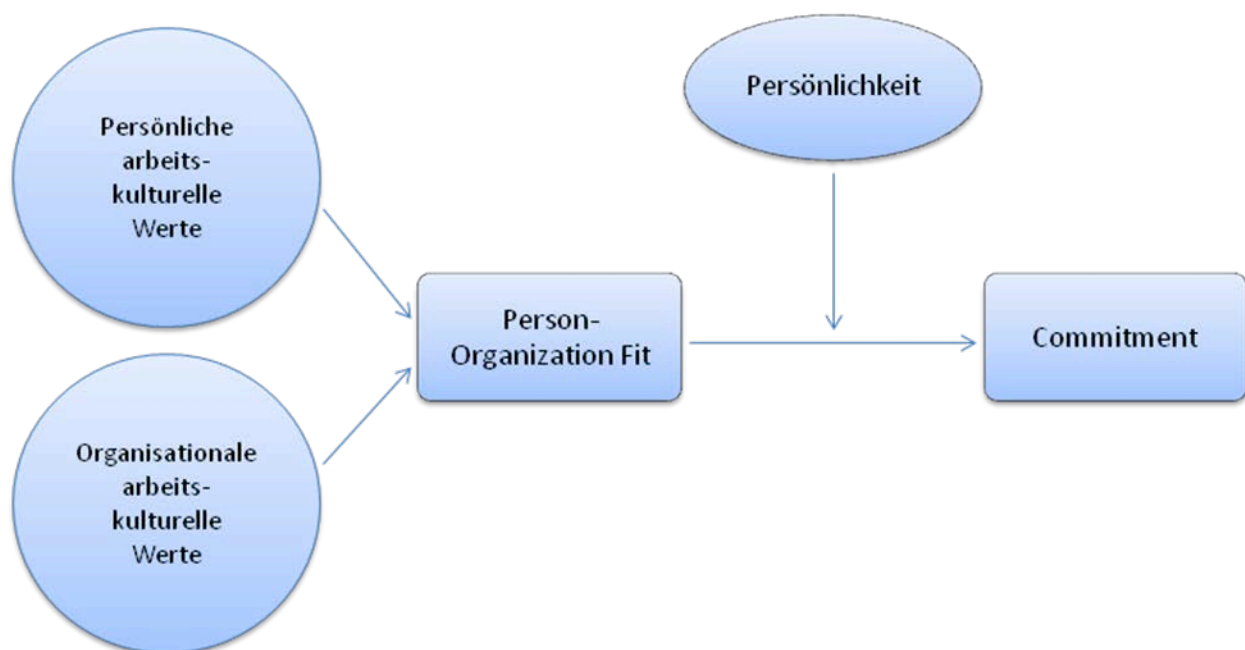 Persönliche
arbeits-
kulturelle
Werte
Persönlichkeit
Person-
Organization Fit
Commitment
Organisationale
arbeits-
kulturelle
Werte